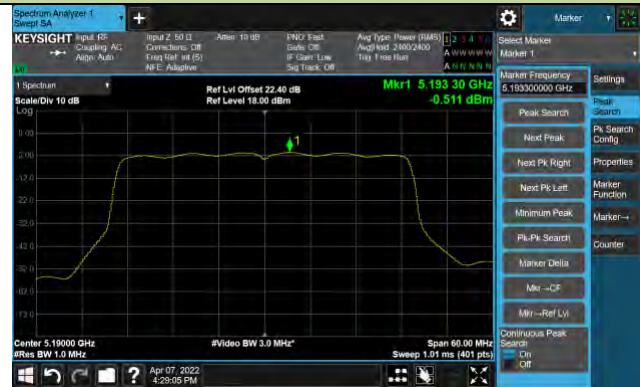 Spectrum Analyzer 1
Swept SA
KEYSIGHT
Input: RF
Coupling: AC
Align: Auto
Input Z: 50 Ω
Corrections: Off
Freq Ref: Int (S)
NFE: Adaptive
Atten: 10 dB
PNO: Fast
Gate: Off
IF Gain: Low
Sig Track: Off
Avg Type: Power (RMS)
Avg|Hold: 2400/2400
Trig: Free Run
1 2 3 4 5 6
A W W W W W
A N N N N N
1 Spectrum
Scale/Div 10 dB
Log
Ref Lvl Offset 22.40 dB
Ref Level 18.00 dBm
Mkr1 5.193 30 GHz
-0.511 dBm
1
8.00
-2.00
-12.0
-22.0
-32.0
-42.0
-52.0
-62.0
-72.0
Center 5.19000 GHz
#Res BW 1.0 MHz
#Video BW 3.0 MHz*
Span 60.00 MHz
Sweep 1.01 ms (401 pts)
Apr 07, 2022
4:29:05 PM
Marker
Select Marker
Marker 1
Marker Frequency
5.193300000 GHz
Peak Search
Next Peak
Next Pk Right
Next Pk Left
Minimum Peak
Pk-Pk Search
Marker Delta
Mkr→CF
Mkr→Ref Lvl
Continuous Peak
Search
On
Off
Settings
Peak
Search
Pk Search
Config
Properties
Marker
Function
Marker→
Counter